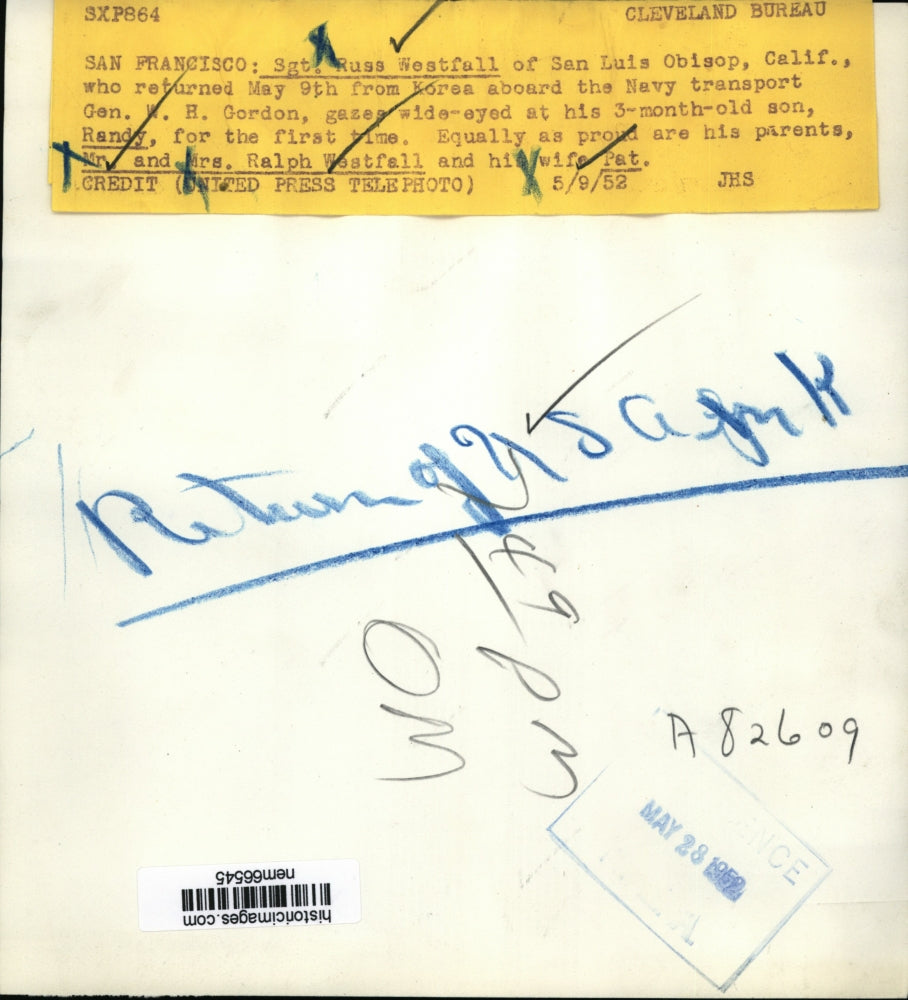 SXP864 CLEVELAND BUREAU
SAN FRANCISCO: Sgt. Russ Westfall of San Luis Obisop, Calif.,
who returned May 9th from Korea aboard the Navy transport
Gen. W. H. Gordon, gazes wide-eyed at his 3-month-old son,
Randy, for the first time. Equally as proud are his parents,
Mr. and Mrs. Ralph Westfall and his wife Pat.
CREDIT (UNITED PRESS TELEPHOTO) 5/9/52 JHS
Return of
A 82609
MAY 28 1952
historicimages.com
nem66545